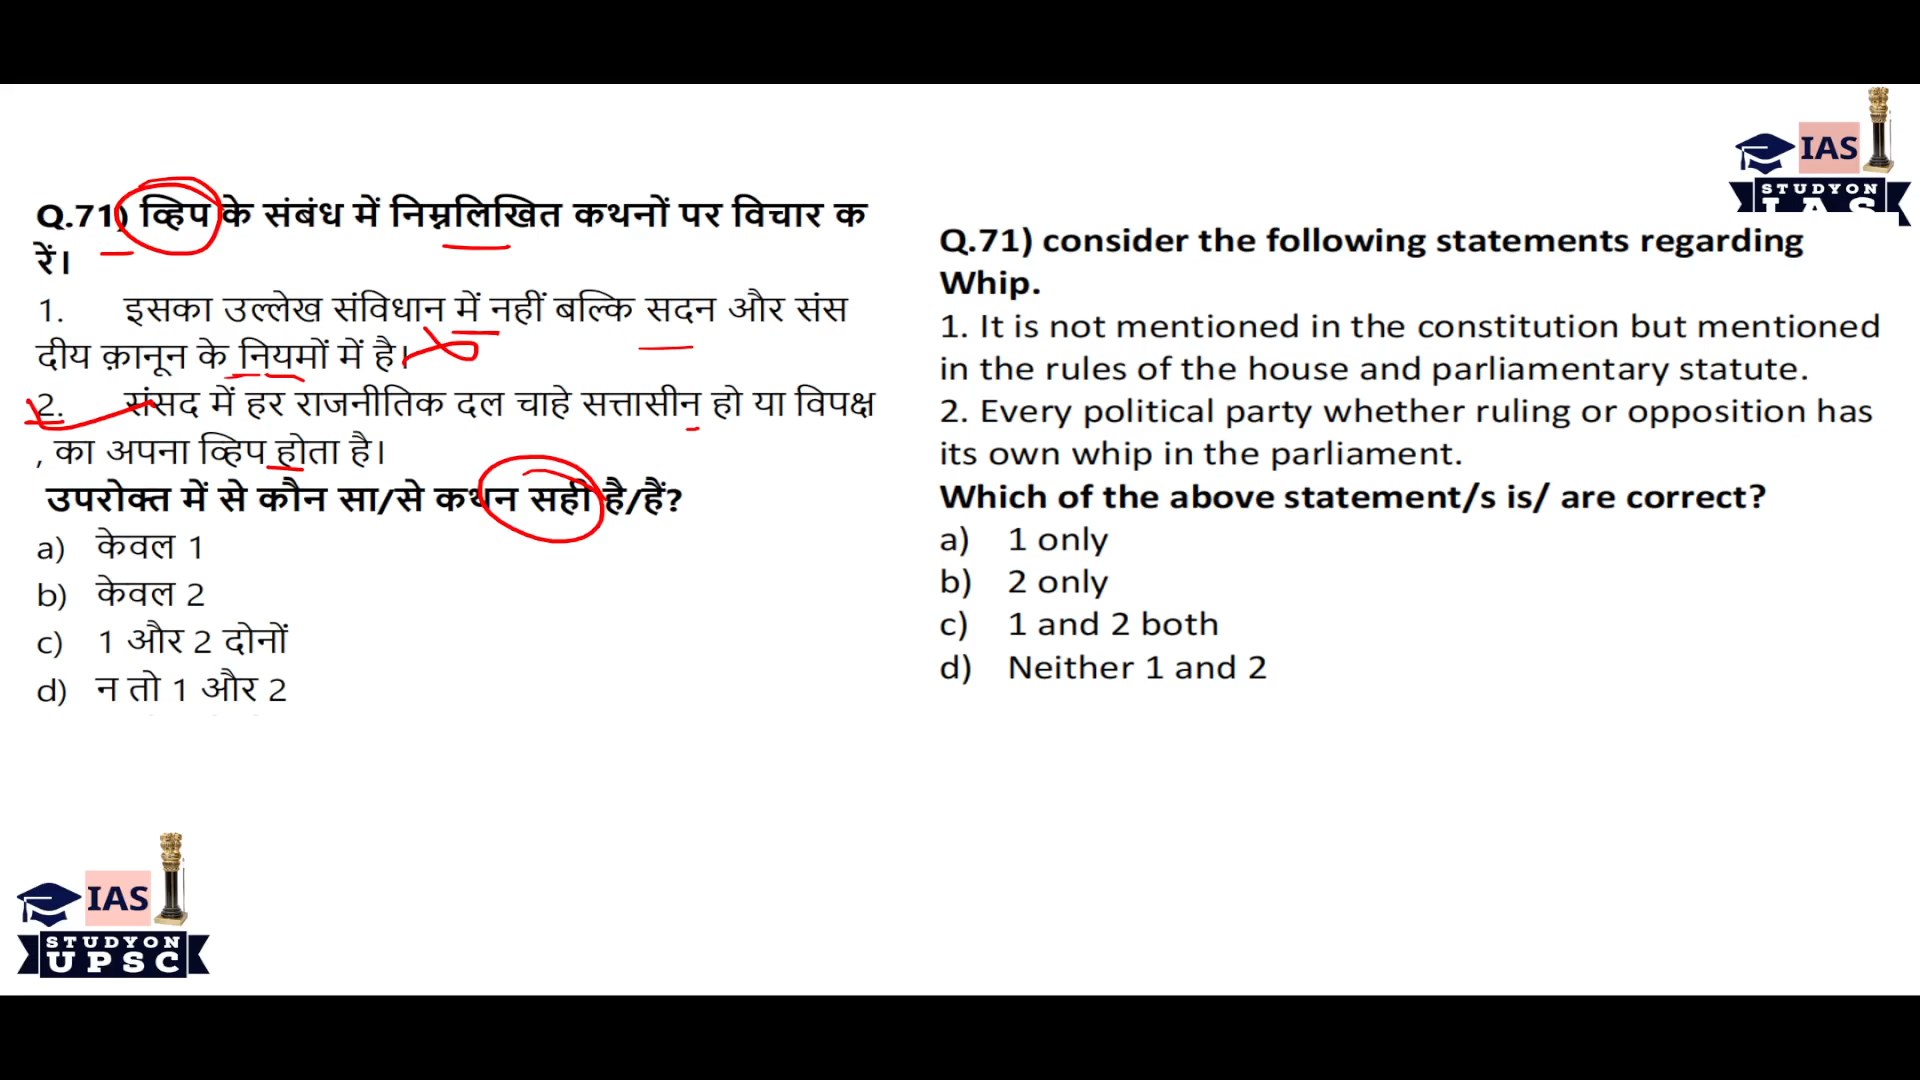 Q.71) व्हिप के संबंध में निम्नलिखित कथनों पर विचार क
रें।
1. इसका उल्लेख संविधान में नहीं बल्कि सदन और संस
दीय क़ानून के नियमों में है।
2. संसद में हर राजनीतिक दल चाहे सत्तासीन हो या विपक्ष
, का अपना व्हिप होता है।
उपरोक्त में से कौन सा/से कथन सही है/हैं?
a) केवल 1
b) केवल 2
c) 1 और 2 दोनों
d) न तो 1 और 2
IAS
STUDYON
IAS
Q.71) consider the following statements regarding
Whip.
1. It is not mentioned in the constitution but mentioned
in the rules of the house and parliamentary statute.
2. Every political party whether ruling or opposition has
its own whip in the parliament.
Which of the above statement/s is/ are correct?
a) 1 only
b) 2 only
c) 1 and 2 both
d) Neither 1 and 2
IAS
STUDYON
UPSC